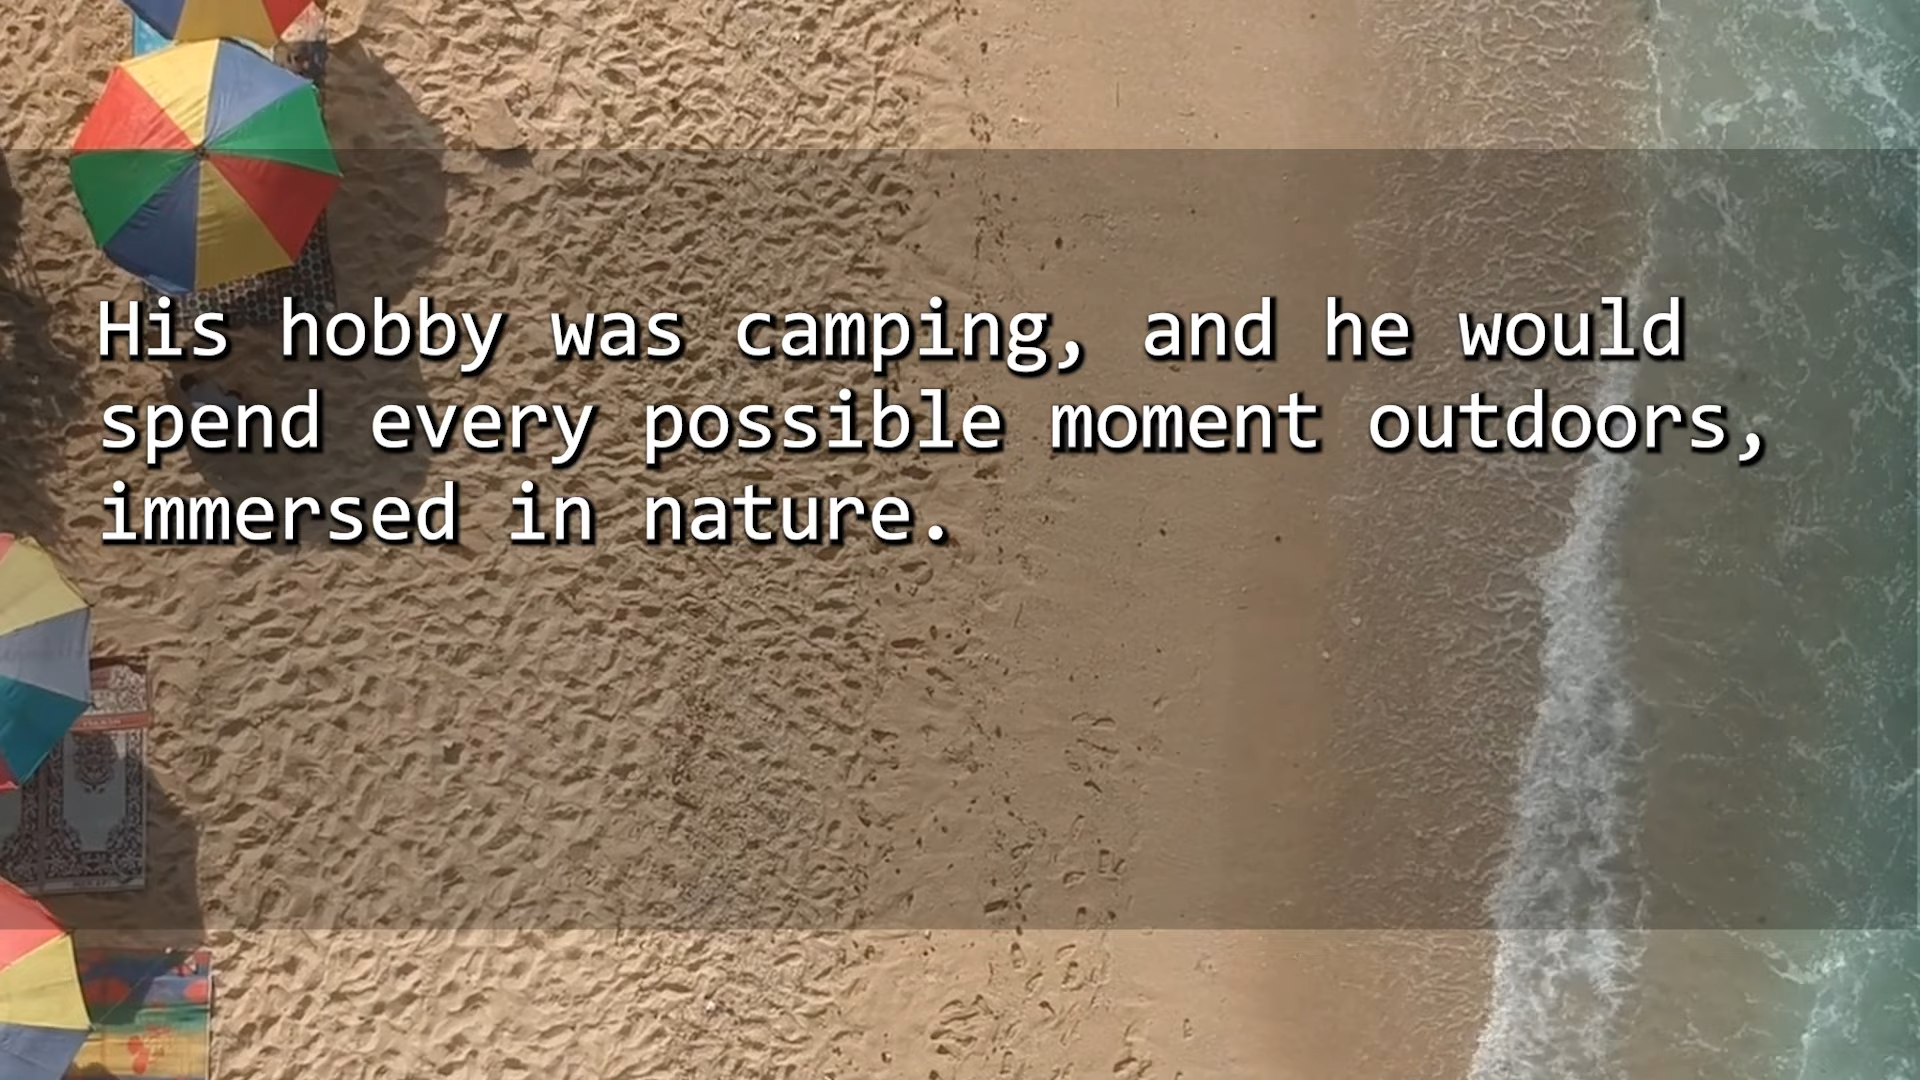 His hobby was camping, and he would
spend every possible moment outdoors,
immersed in nature.